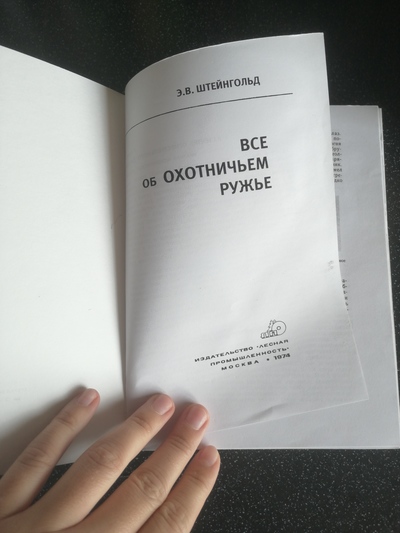 Э.В. ШТЕЙНГОЛЬД
ВСЕ
ОБ ОХОТНИЧЬЕМ
РУЖЬЕ
ИЗДАТЕЛЬСТВО "ЛЕСНАЯ
ПРОМЫШЛЕННОСТЬ"
МОСКВА • 1974